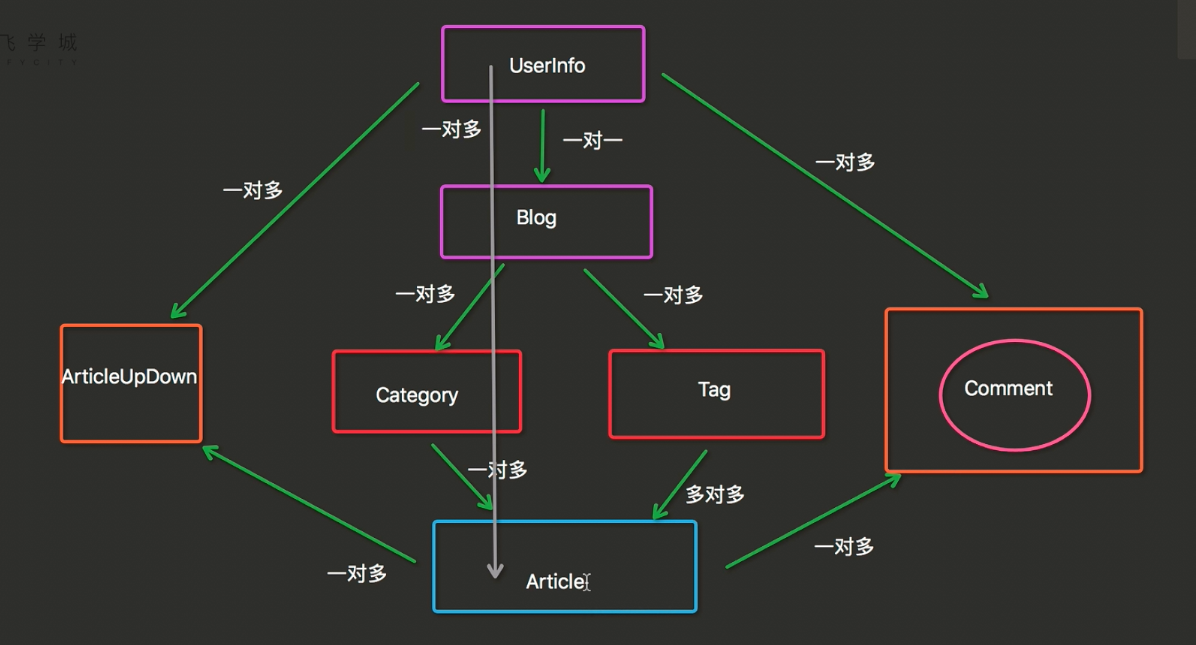 飞学城
UserInfo
一对多
一对一
一对多
一对多
Blog
一对多
一对多
ArticleUpDown
Category
Tag
Comment
一对多
多对多
一对多
一对多
Article